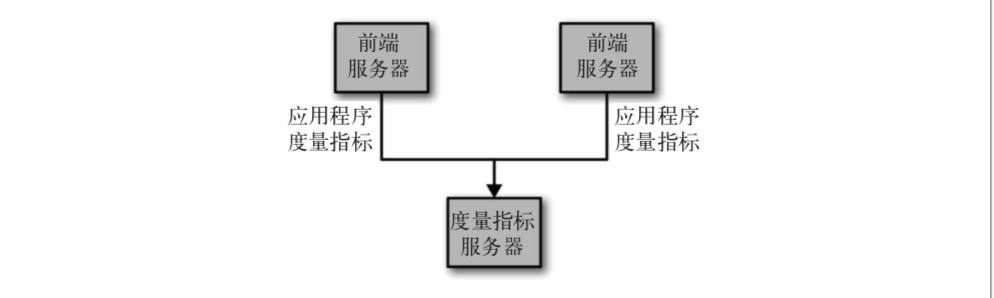 前端
服务器
前端
服务器
应用程序
度量指标
应用程序
度量指标
度量指标
服务器